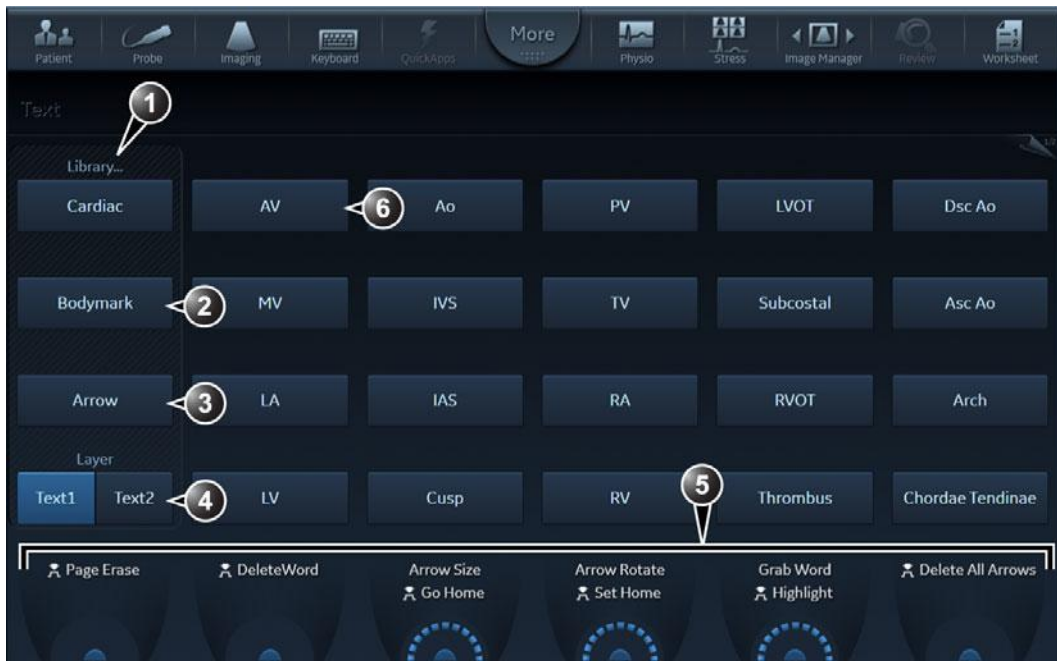 More
Patient Probe Imaging Keyboard QuickApps Physio Stress Image Manager Review Worksheet
Text
1
1/2
Library...
Cardiac AV 6 Ao PV LVOT Dsc Ao
Bodymark 2 MV IVS TV Subcostal Asc Ao
Arrow 3 LA IAS RA RVOT Arch
Layer
Text1 Text2 4 LV Cusp RV 5 Thrombus Chordae Tendinae
Page Erase DeleteWord Arrow Size Arrow Rotate Grab Word Delete All Arrows
Go Home Set Home Highlight